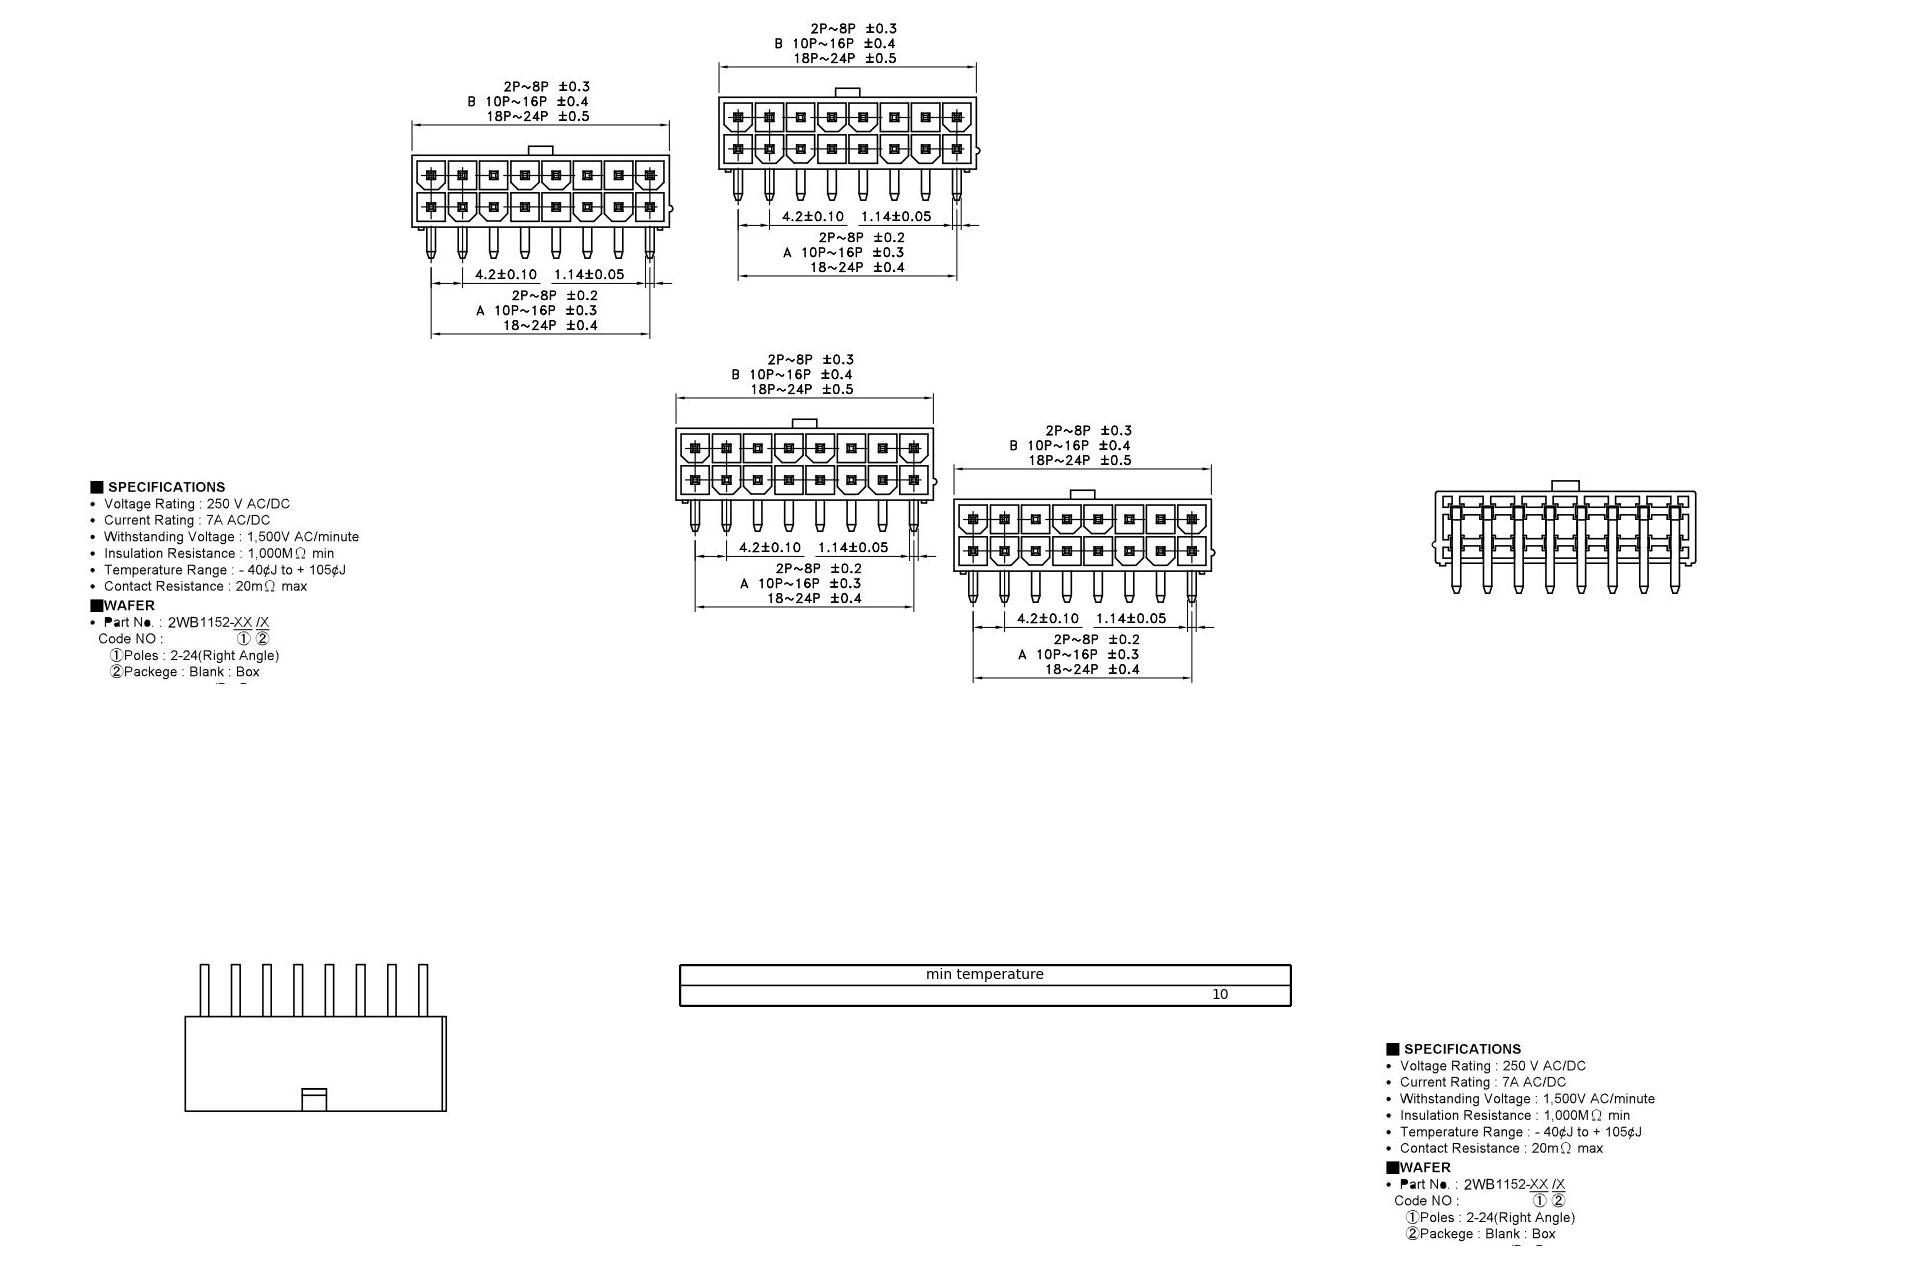 2P~8P ±0.3
B 10P~16P ±0.4
18P~24P ±0.5
4.2±0.10 1.14±0.05
2P~8P ±0.2
A 10P~16P ±0.3
18~24P ±0.4
2P~8P ±0.3
B 10P~16P ±0.4
18P~24P ±0.5
4.2±0.10 1.14±0.05
2P~8P ±0.2
A 10P~16P ±0.3
18~24P ±0.4
2P~8P ±0.3
B 10P~16P ±0.4
18P~24P ±0.5
4.2±0.10 1.14±0.05
2P~8P ±0.2
A 10P~16P ±0.3
18~24P ±0.4
2P~8P ±0.3
B 10P~16P ±0.4
18P~24P ±0.5
4.2±0.10 1.14±0.05
2P~8P ±0.2
A 10P~16P ±0.3
18~24P ±0.4
■ SPECIFICATIONS
• Voltage Rating : 250 V AC/DC
• Current Rating : 7A AC/DC
• Withstanding Voltage : 1,500V AC/minute
• Insulation Resistance : 1,000MΩ min
• Temperature Range : - 40¢J to + 105¢J
• Contact Resistance : 20mΩ max
■WAFER
• Part No. : 2WB1152-XX /X
Code NO : ① ②
①Poles : 2-24(Right Angle)
②Packege : Blank : Box
min temperature
10
■ SPECIFICATIONS
• Voltage Rating : 250 V AC/DC
• Current Rating : 7A AC/DC
• Withstanding Voltage : 1,500V AC/minute
• Insulation Resistance : 1,000MΩ min
• Temperature Range : - 40¢J to + 105¢J
• Contact Resistance : 20mΩ max
■WAFER
• Part No. : 2WB1152-XX /X
Code NO : ① ②
①Poles : 2-24(Right Angle)
②Packege : Blank : Box